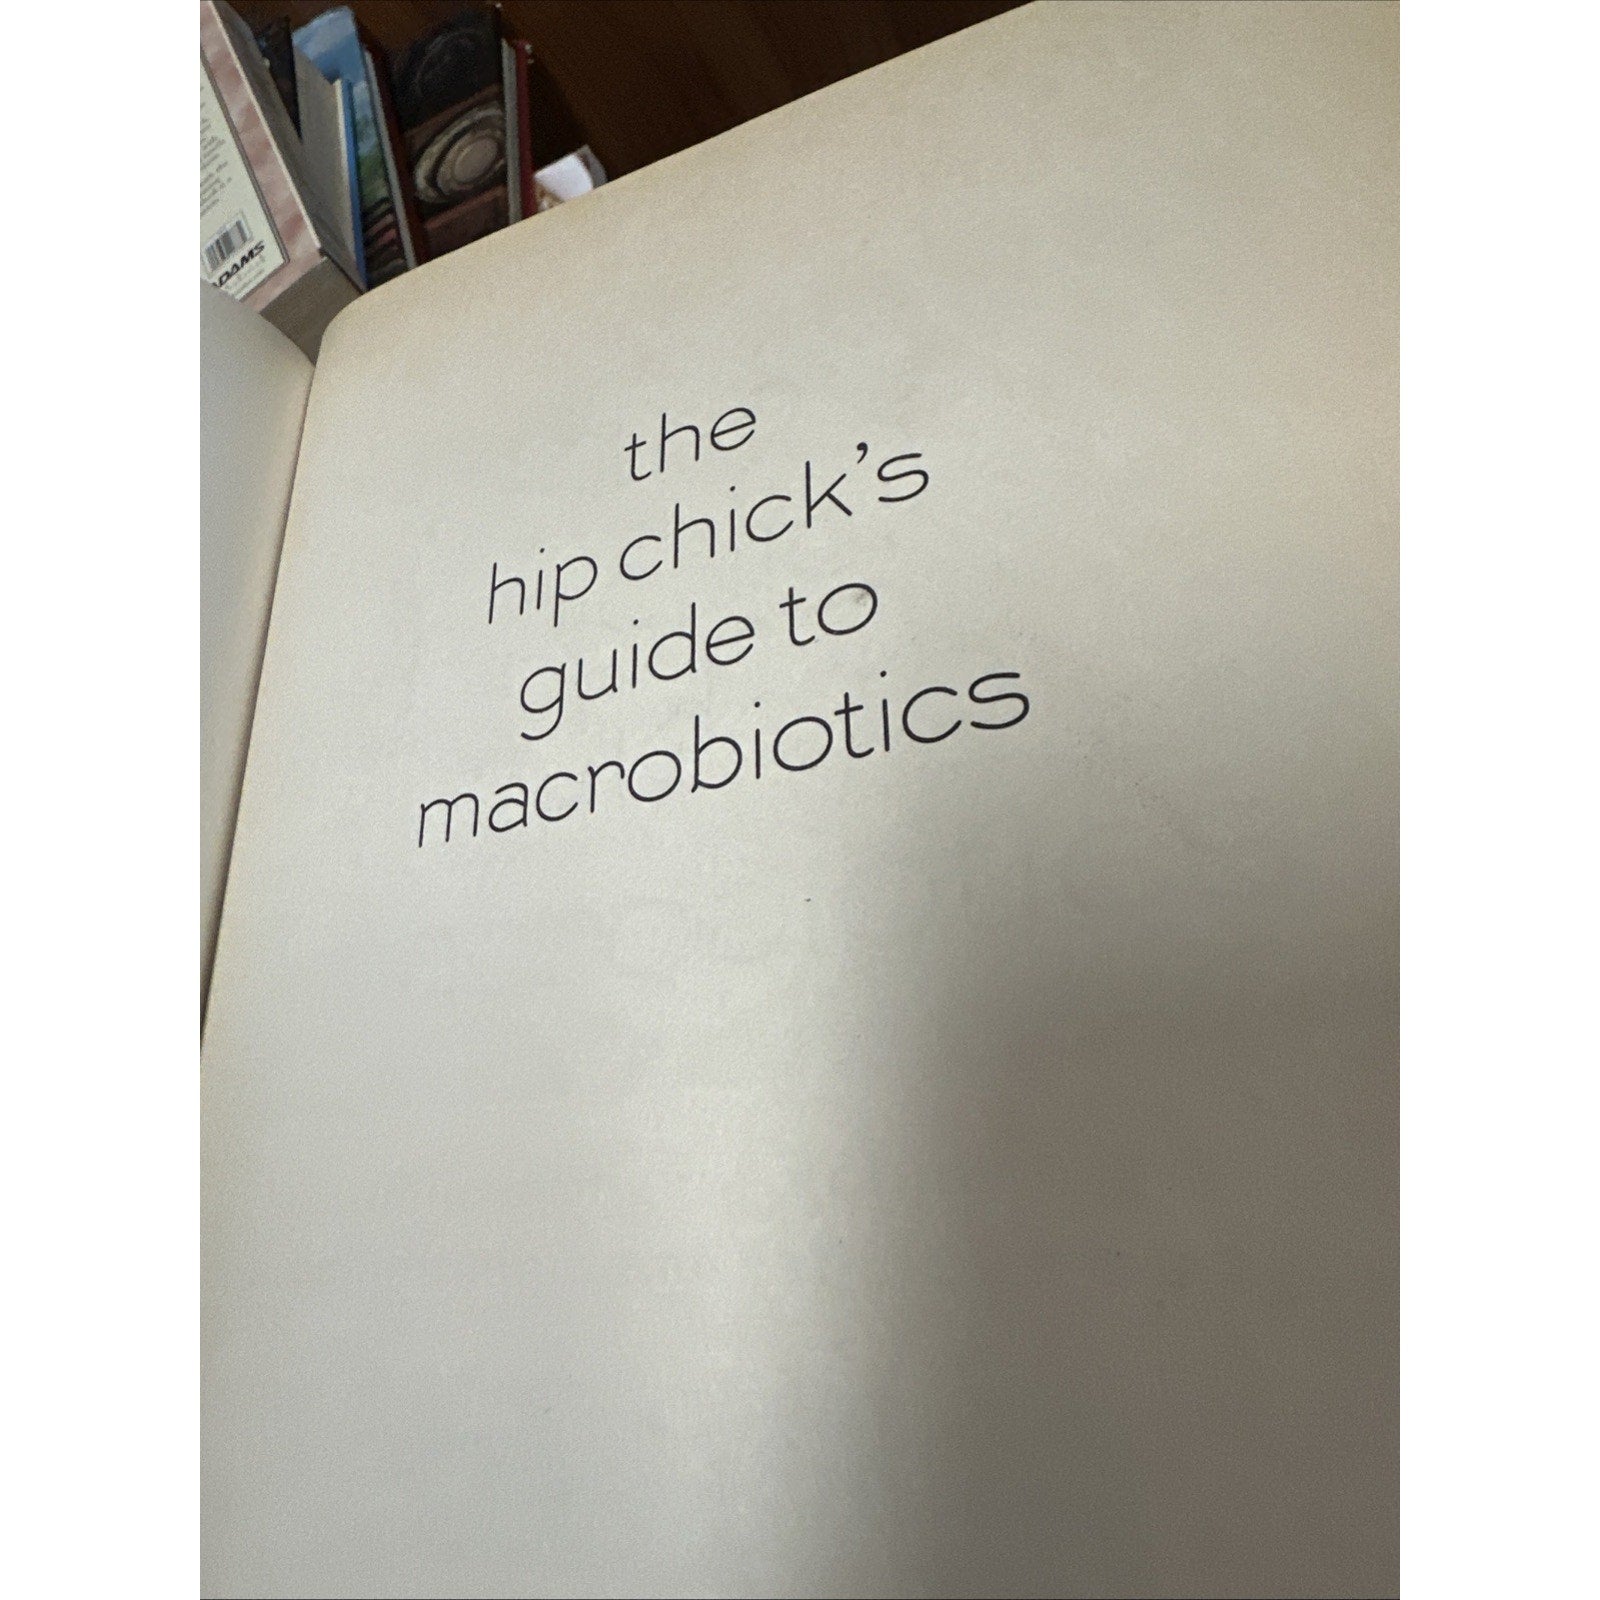 the
hip chick's
guide to
macrobiotics